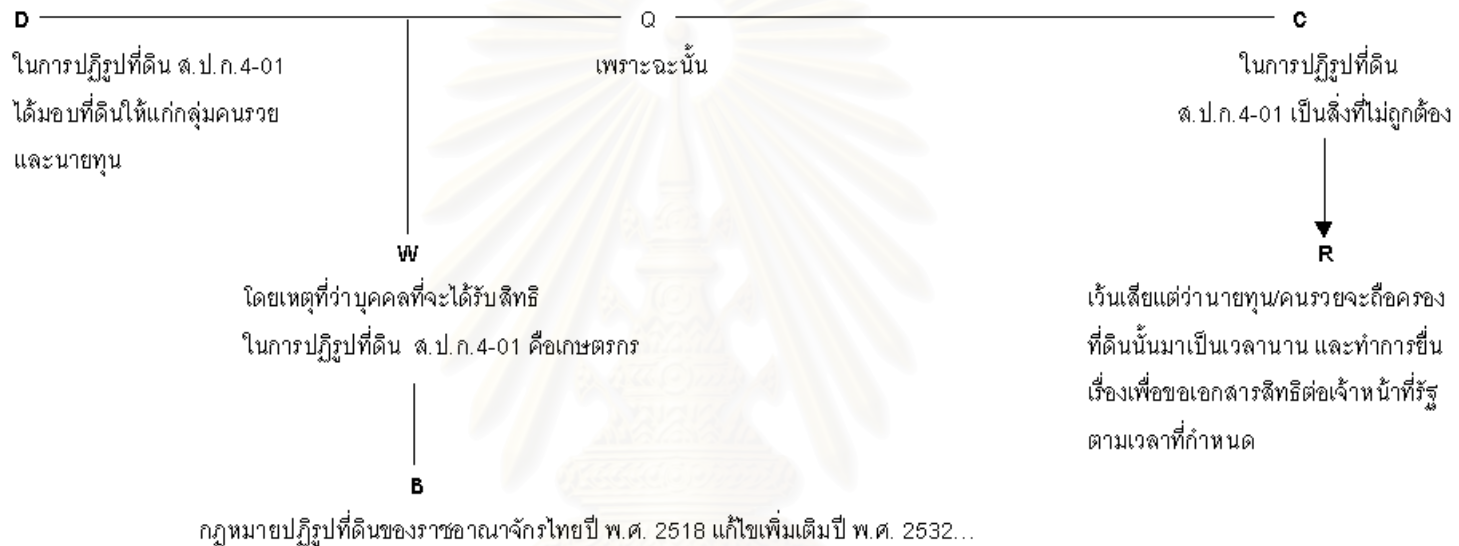 D
Q
C
ในการปฏิรูปที่ดิน ส.ป.ก.4-01
ได้มอบที่ดินให้แก่กลุ่มคนรวย
และนายทุน
เพราะฉะนั้น
ในการปฏิรูปที่ดิน
ส.ป.ก.4-01 เป็นสิ่งที่ไม่ถูกต้อง
W
โดยเหตุที่ว่าบุคคลที่จะได้รับสิทธิ
ในการปฏิรูปที่ดิน ส.ป.ก.4-01 คือเกษตรกร
R
เว้นเสียแต่ว่านายทุน/คนรวยจะถือครอง
ที่ดินนั้นมาเป็นเวลานาน และทำการยื่น
เรื่องเพื่อขอเอกสารสิทธิต่อเจ้าหน้าที่รัฐ
ตามเวลาที่กำหนด
B
กฎหมายปฏิรูปที่ดินของราชอาณาจักรไทยปี พ.ศ. 2518 แก้ไขเพิ่มเติมปี พ.ศ. 2532...